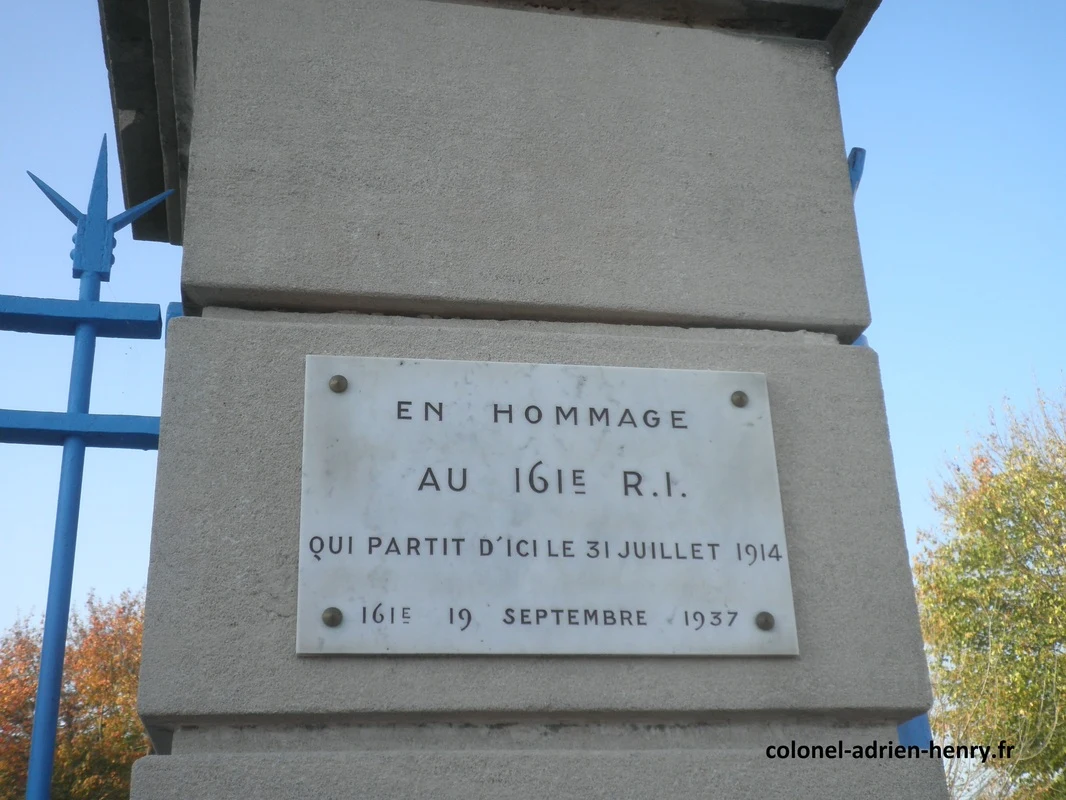 EN HOMMAGE
AU 161E R.I.
QUI PARTIT D'ICI LE 31 JUILLET 1914
161E 19 SEPTEMBRE 1937
colonel-adrien-henry.fr